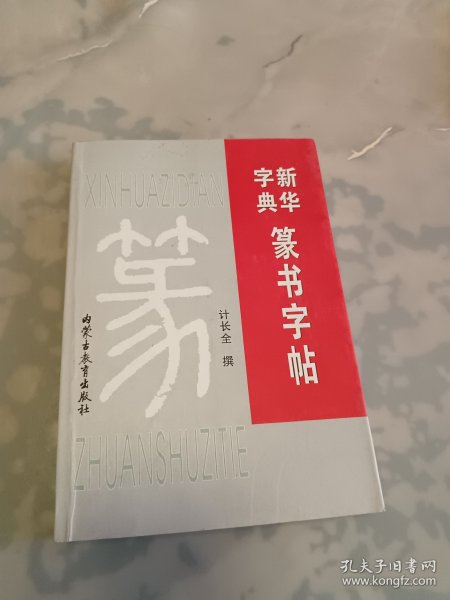 XINHUAZIDIAN
新华
字典
篆书字帖
篆
计长全 撰
内蒙古教育出版社
ZHUANSHUZITIE
孔夫子旧书网
www.kongfz.com